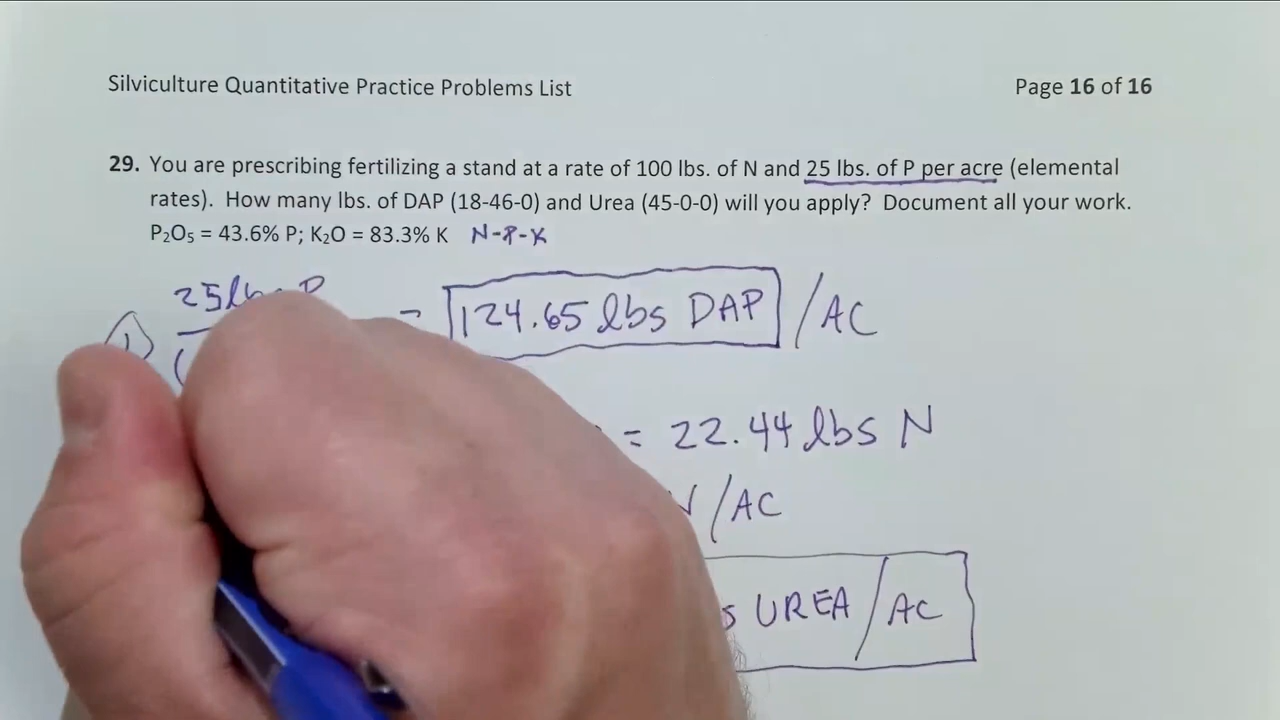 Silviculture Quantitative Practice Problems List Page 16 of 16
29. You are prescribing fertilizing a stand at a rate of 100 lbs. of N and 25 lbs. of P per acre (elemental
rates). How many lbs. of DAP (18-46-0) and Urea (45-0-0) will you apply? Document all your work.
P₂O₅ = 43.6% P; K₂O = 83.3% K N-P-K
25 lbs P
① = 124.65 lbs DAP /AC
(
= 22.44 lbs N
/AC
UREA/AC